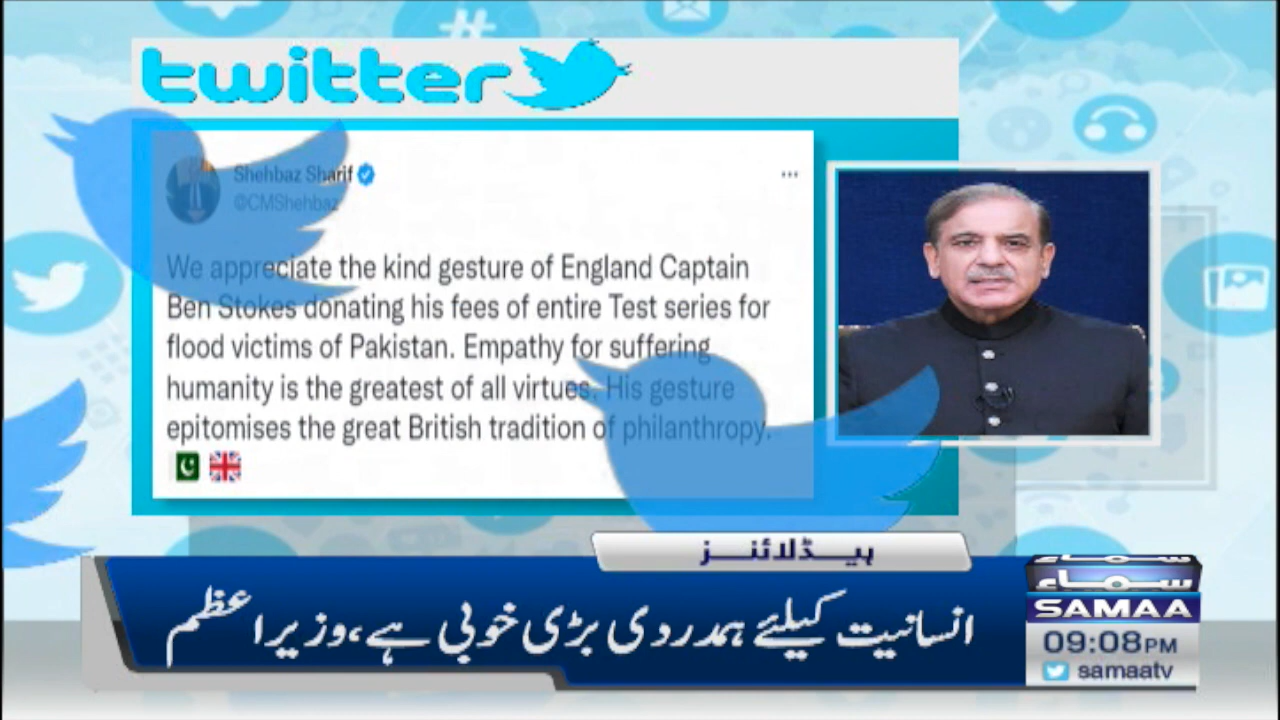 twitter
Shehbaz Sharif
@CMShehbaz
We appreciate the kind gesture of England Captain
Ben Stokes donating his fees of entire Test series for
flood victims of Pakistan. Empathy for suffering
humanity is the greatest of all virtues. His gesture
epitomises the great British tradition of philanthropy.
ہیڈلائنز
انسانیت کیلئے ہمدردی بڑی خوبی ہے،وزیراعظم
سماء
سماء
SAMAA
09:08PM
samaatv